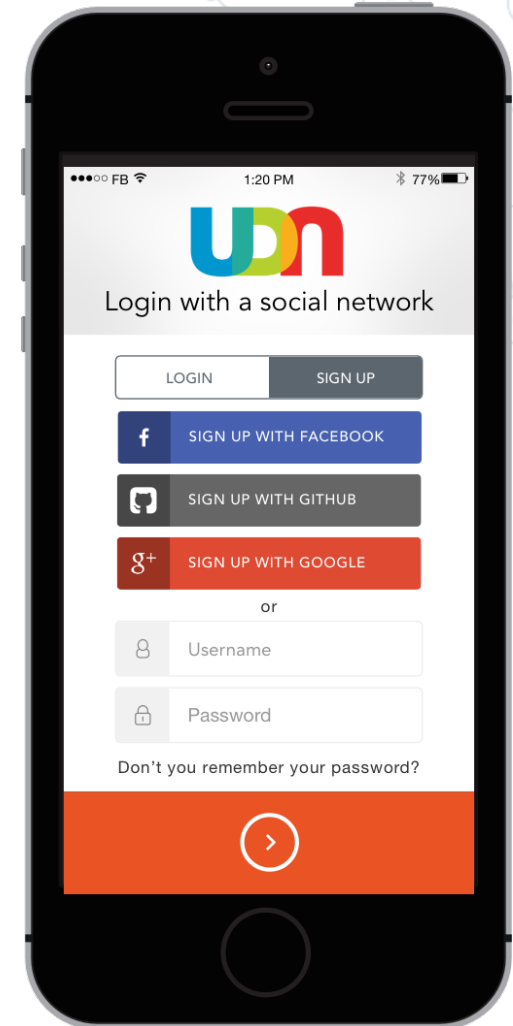 FB 1:20 PM 77%
UDN
Login with a social network
LOGIN SIGN UP
f SIGN UP WITH FACEBOOK
SIGN UP WITH GITHUB
g+ SIGN UP WITH GOOGLE
or
Username
Password
Don't you remember your password?